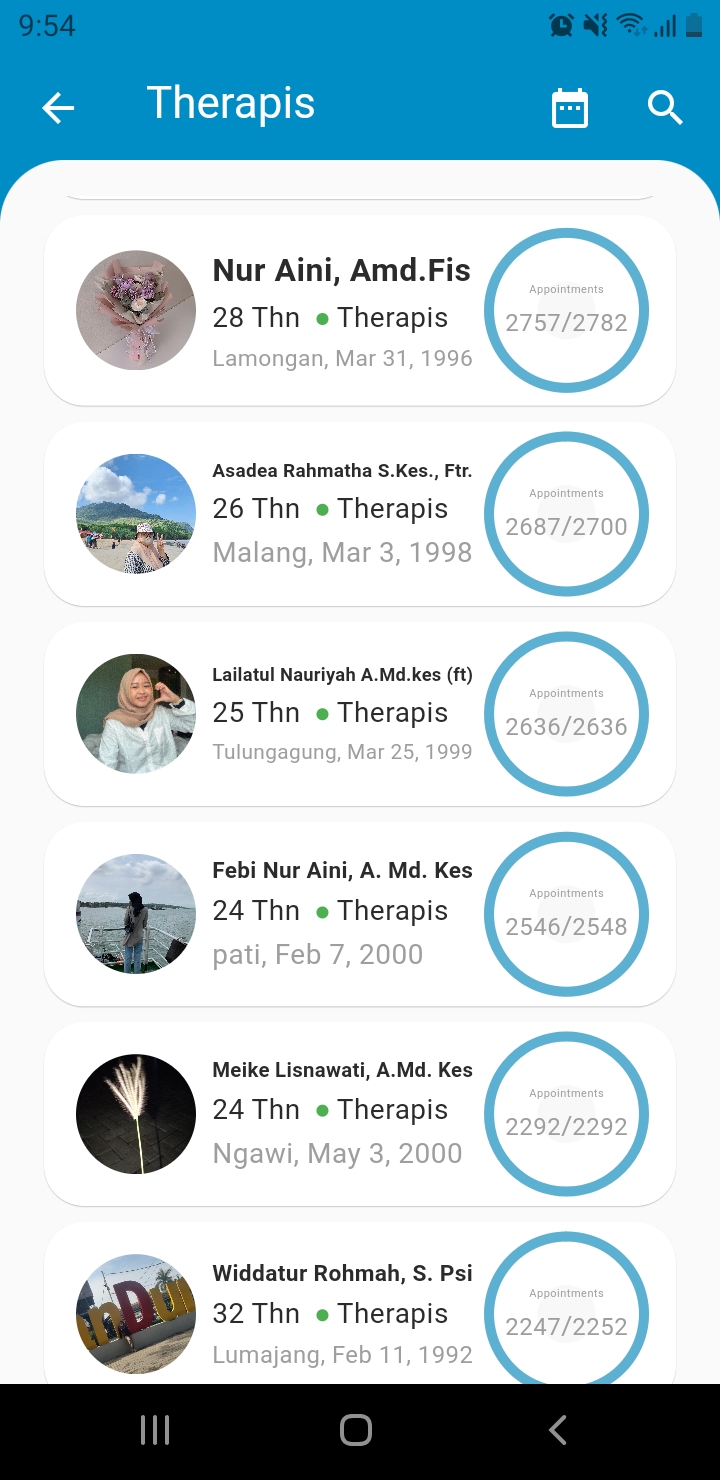 9:54
Therapis
Nur Aini, Amd.Fis
28 Thn ● Therapis
Lamongan, Mar 31, 1996
Appointments
2757/2782
Asadea Rahmatha S.Kes., Ftr.
26 Thn ● Therapis
Malang, Mar 3, 1998
Appointments
2687/2700
Lailatul Nauriyah A.Md.kes (ft)
25 Thn ● Therapis
Tulungagung, Mar 25, 1999
Appointments
2636/2636
Febi Nur Aini, A. Md. Kes
24 Thn ● Therapis
pati, Feb 7, 2000
Appointments
2546/2548
Meike Lisnawati, A.Md. Kes
24 Thn ● Therapis
Ngawi, May 3, 2000
Appointments
2292/2292
Widdatur Rohmah, S. Psi
32 Thn ● Therapis
Lumajang, Feb 11, 1992
Appointments
2247/2252